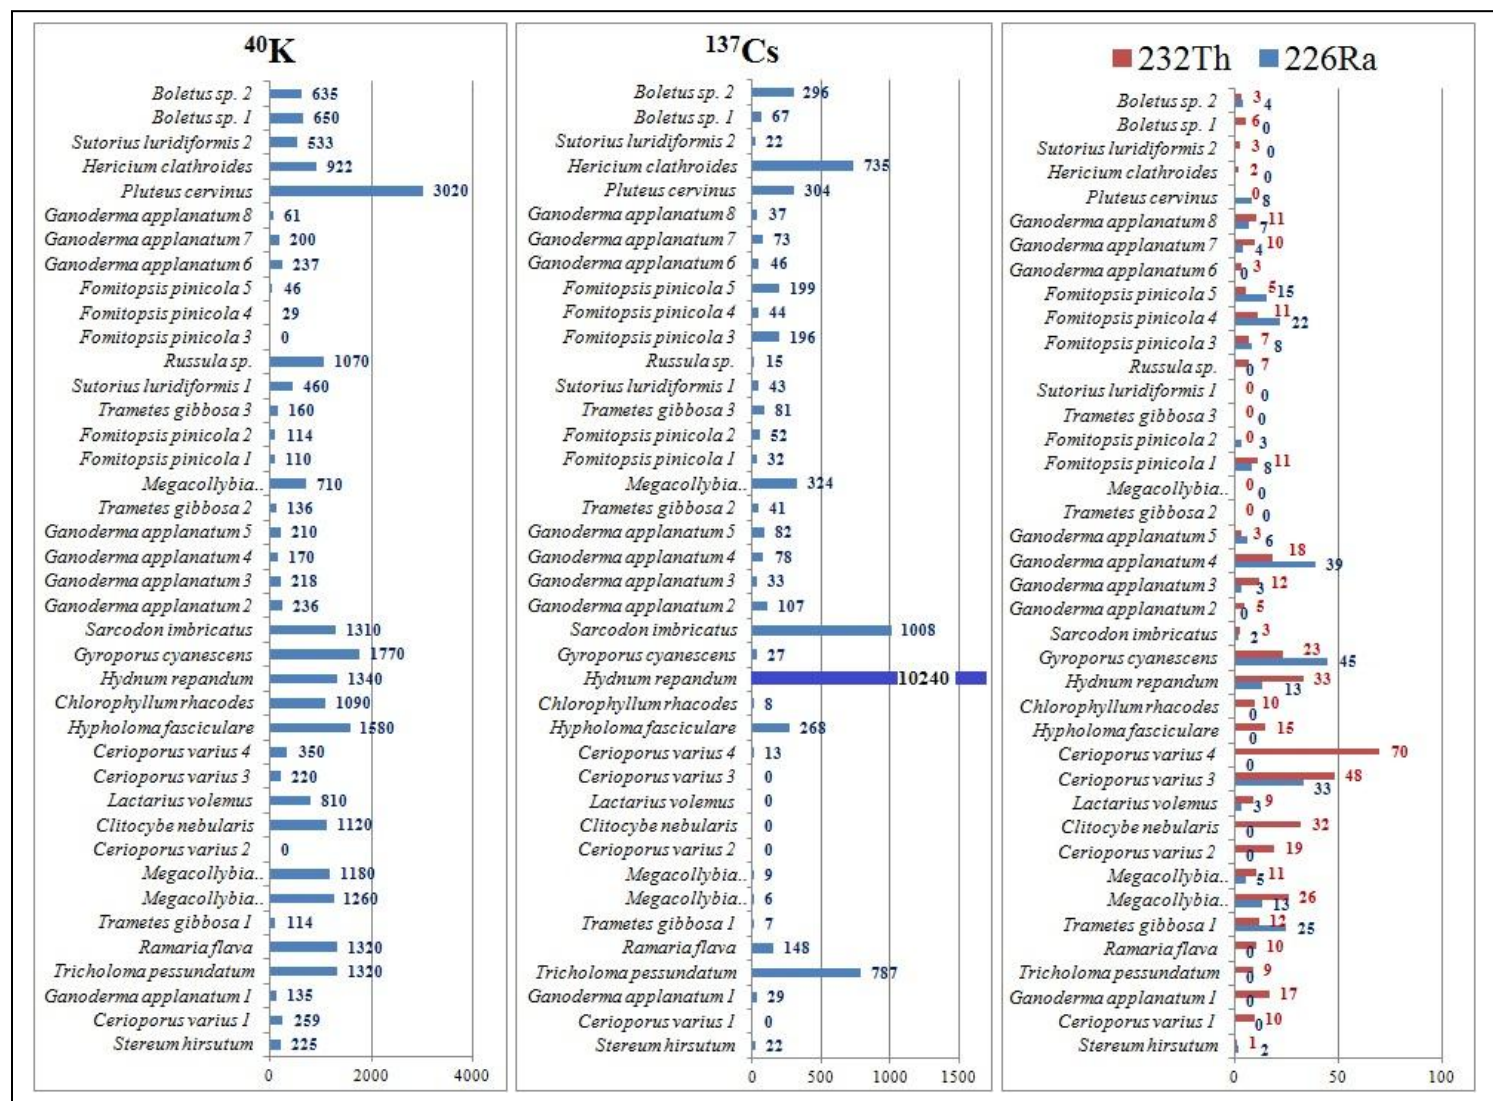 ⁴⁰K
Boletus sp. 2 635
Boletus sp. 1 650
Sutorius luridiformis 2 533
Hericium clathroides 922
Pluteus cervinus 3020
Ganoderma applanatum 8 61
Ganoderma applanatum 7 200
Ganoderma applanatum 6 237
Fomitopsis pinicola 5 46
Fomitopsis pinicola 4 29
Fomitopsis pinicola 3 0
Russula sp. 1070
Sutorius luridiformis 1 460
Trametes gibbosa 3 160
Fomitopsis pinicola 2 114
Fomitopsis pinicola 1 110
Megacollybia.. 710
Trametes gibbosa 2 136
Ganoderma applanatum 5 210
Ganoderma applanatum 4 170
Ganoderma applanatum 3 218
Ganoderma applanatum 2 236
Sarcodon imbricatus 1310
Gyroporus cyanescens 1770
Hydnum repandum 1340
Chlorophyllum rhacodes 1090
Hypholoma fasciculare 1580
Cerioporus varius 4 350
Cerioporus varius 3 220
Lactarius volemus 810
Clitocybe nebularis 1120
Cerioporus varius 2 0
Megacollybia.. 1180
Megacollybia.. 1260
Trametes gibbosa 1 114
Ramaria flava 1320
Tricholoma pessundatum 1320
Ganoderma applanatum 1 135
Cerioporus varius 1 259
Stereum hirsutum 225
0 2000 4000
¹³⁷Cs
Boletus sp. 2 296
Boletus sp. 1 67
Sutorius luridiformis 2 22
Hericium clathroides 735
Pluteus cervinus 304
Ganoderma applanatum 8 37
Ganoderma applanatum 7 73
Ganoderma applanatum 6 46
Fomitopsis pinicola 5 199
Fomitopsis pinicola 4 44
Fomitopsis pinicola 3 196
Russula sp. 15
Sutorius luridiformis 1 43
Trametes gibbosa 3 81
Fomitopsis pinicola 2 52
Fomitopsis pinicola 1 32
Megacollybia.. 324
Trametes gibbosa 2 41
Ganoderma applanatum 5 82
Ganoderma applanatum 4 78
Ganoderma applanatum 3 33
Ganoderma applanatum 2 107
Sarcodon imbricatus 1008
Gyroporus cyanescens 27
Hydnum repandum 10240
Chlorophyllum rhacodes 8
Hypholoma fasciculare 268
Cerioporus varius 4 13
Cerioporus varius 3 0
Lactarius volemus 0
Clitocybe nebularis 0
Cerioporus varius 2 0
Megacollybia.. 9
Megacollybia.. 6
Trametes gibbosa 1 7
Ramaria flava 148
Tricholoma pessundatum 787
Ganoderma applanatum 1 29
Cerioporus varius 1 0
Stereum hirsutum 22
0 500 1000 1500
232Th 226Ra
Boletus sp. 2 3 4
Boletus sp. 1 6 0
Sutorius luridiformis 2 3 0
Hericium clathroides 2 0
Pluteus cervinus 0 8
Ganoderma applanatum 8 11 7
Ganoderma applanatum 7 10 4
Ganoderma applanatum 6 3 0
Fomitopsis pinicola 5 5 15
Fomitopsis pinicola 4 11 22
Fomitopsis pinicola 3 7 8
Russula sp. 7 0
Sutorius luridiformis 1 0 0
Trametes gibbosa 3 0 0
Fomitopsis pinicola 2 0 3
Fomitopsis pinicola 1 11 8
Megacollybia.. 0 0
Trametes gibbosa 2 0 0
Ganoderma applanatum 5 3 6
Ganoderma applanatum 4 18 39
Ganoderma applanatum 3 12 3
Ganoderma applanatum 2 5 0
Sarcodon imbricatus 3 2
Gyroporus cyanescens 23 45
Hydnum repandum 33 13
Chlorophyllum rhacodes 10 0
Hypholoma fasciculare 15 0
Cerioporus varius 4 70 0
Cerioporus varius 3 48 33
Lactarius volemus 9 3
Clitocybe nebularis 32 0
Cerioporus varius 2 19 0
Megacollybia.. 11 5
Megacollybia.. 26 13
Trametes gibbosa 1 12 25
Ramaria flava 10 0
Tricholoma pessundatum 9 0
Ganoderma applanatum 1 17 0
Cerioporus varius 1 10 0
Stereum hirsutum 1 2
0 50 100